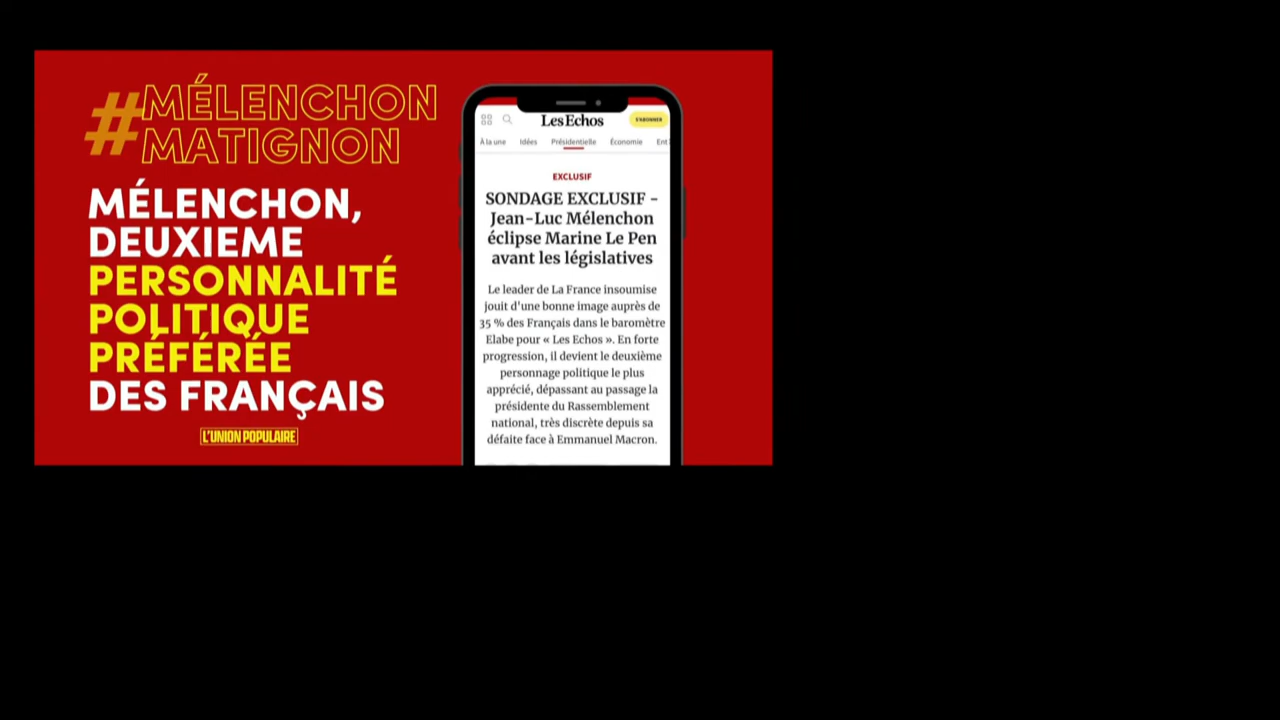 #MÉLENCHON
MATIGNON
MÉLENCHON,
DEUXIEME
PERSONNALITÉ
POLITIQUE
PRÉFÉRÉE
DES FRANÇAIS
L'UNION POPULAIRE
Les Echos
S'ABONNER
À la une Idées Présidentielle Économie Ent
EXCLUSIF
SONDAGE EXCLUSIF -
Jean-Luc Mélenchon
éclipse Marine Le Pen
avant les législatives
Le leader de La France insoumise
jouit d'une bonne image auprès de
35 % des Français dans le baromètre
Elabe pour « Les Echos ». En forte
progression, il devient le deuxième
personnage politique le plus
apprécié, dépassant au passage la
présidente du Rassemblement
national, très discrète depuis sa
défaite face à Emmanuel Macron.